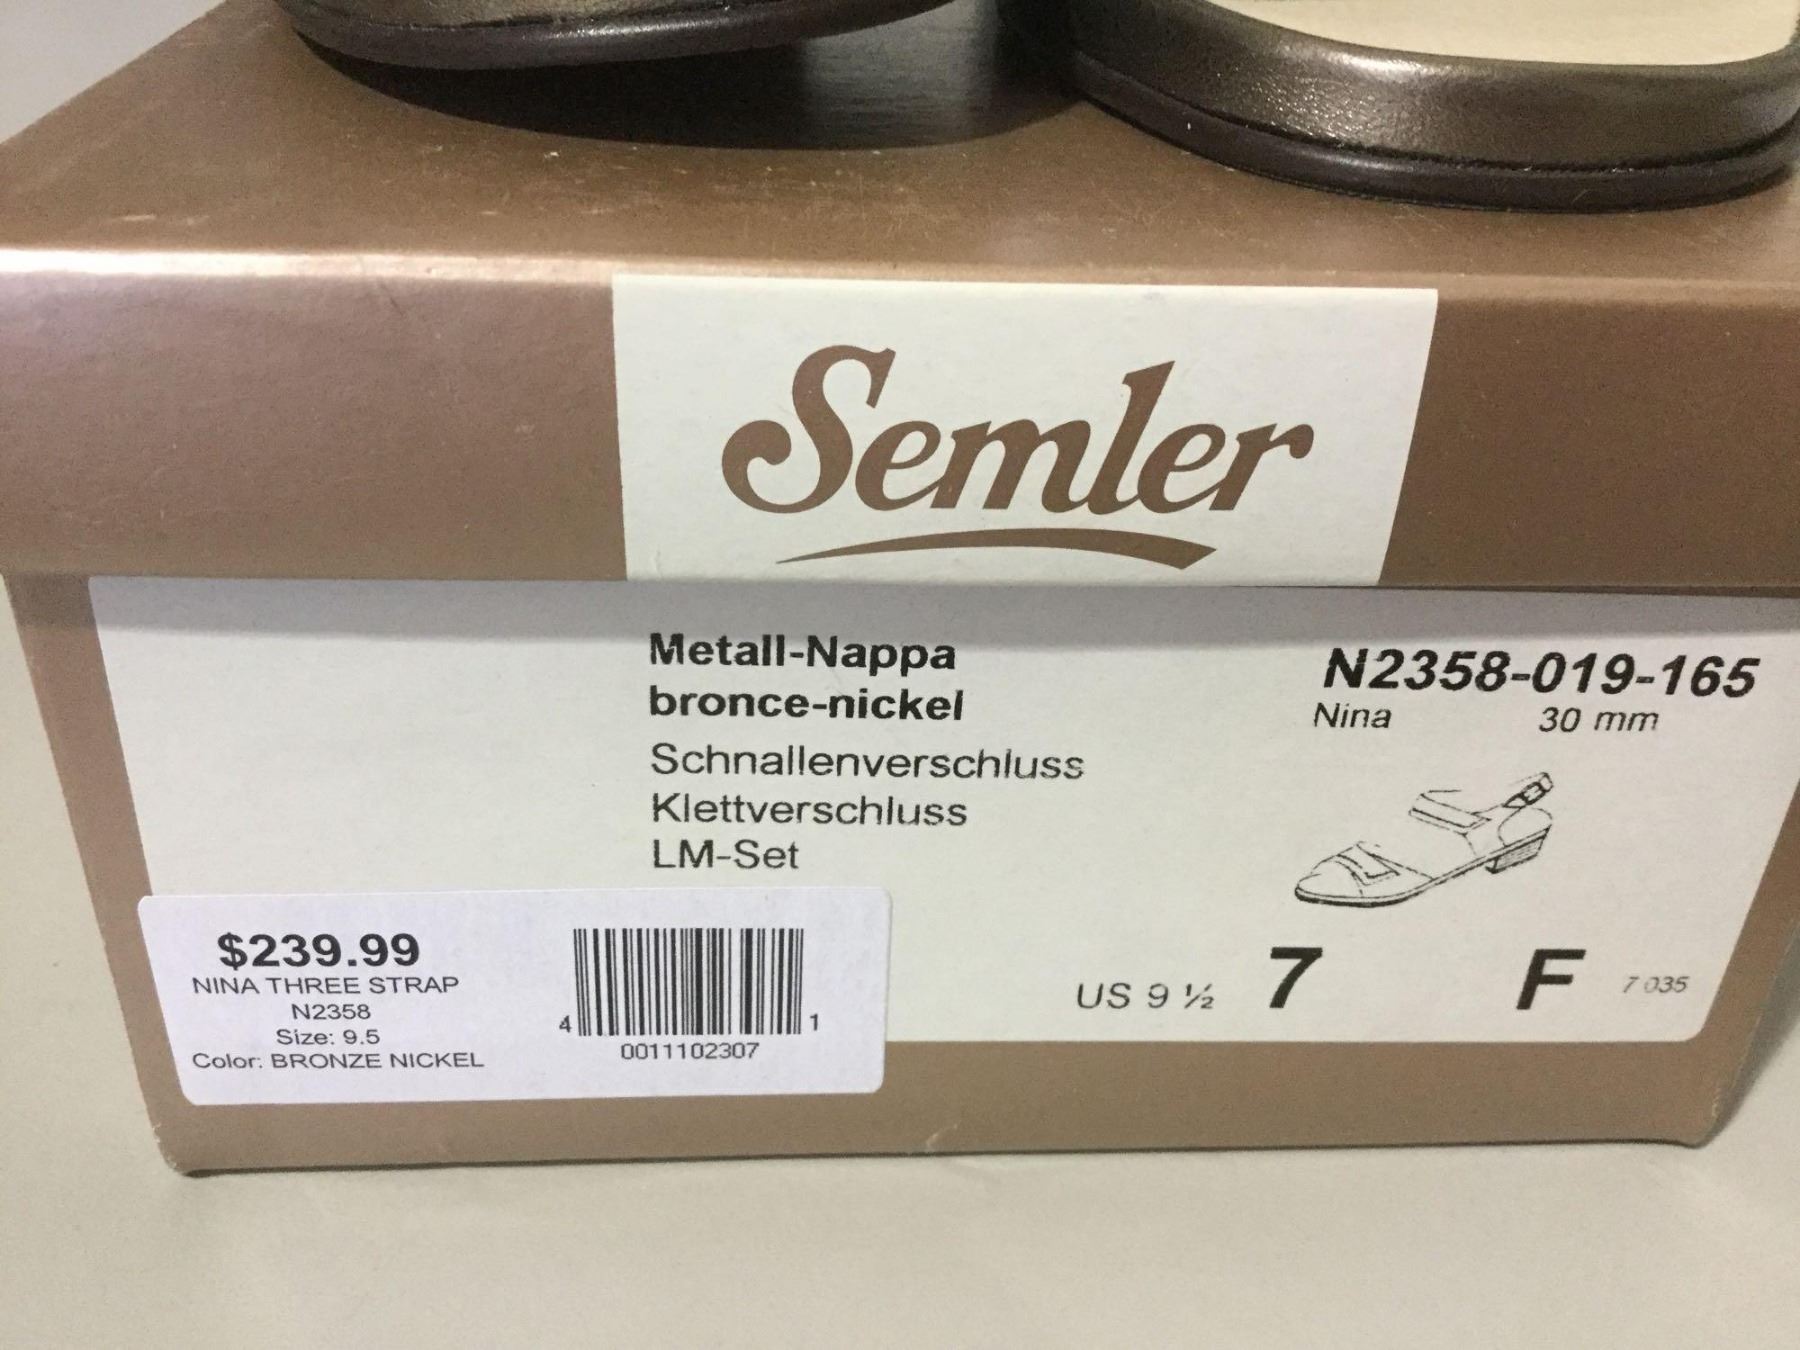 Semler
Metall-Nappa
bronce-nickel
Schnallenverschluss
Klettverschluss
LM-Set
N2358-019-165
Nina 30 mm
US 9 ½ 7 F 7 035
$239.99
NINA THREE STRAP
N2358
Size: 9.5
Color: BRONZE NICKEL
4 1
0011102307